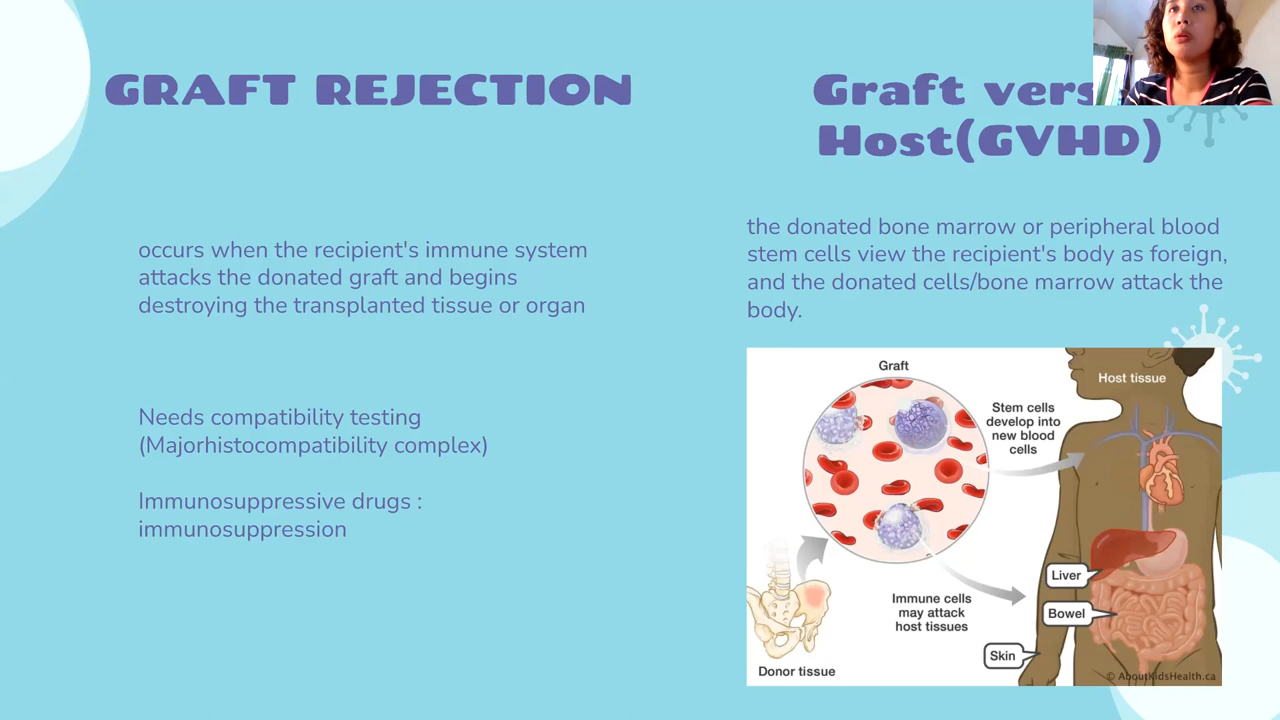 GRAFT REJECTION
occurs when the recipient's immune system
attacks the donated graft and begins
destroying the transplanted tissue or organ
Needs compatibility testing
(Majorhistocompatibility complex)
Immunosuppressive drugs :
immunosuppression
Graft vers
Host(GVHD)
the donated bone marrow or peripheral blood
stem cells view the recipient's body as foreign,
and the donated cells/bone marrow attack the
body.
Graft
Host tissue
Stem cells
develop into
new blood
cells
Liver
Immune cells
may attack
host tissues
Bowel
Skin
Donor tissue
© AboutKidsHealth.ca